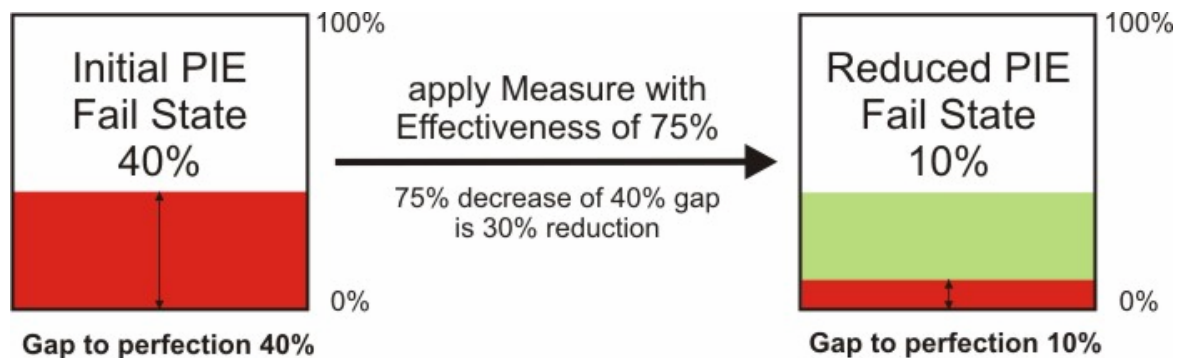 100%
Initial PIE
Fail State
40%
0%
Gap to perfection 40%
apply Measure with
Effectiveness of 75%
75% decrease of 40% gap
is 30% reduction
100%
Reduced PIE
Fail State
10%
0%
Gap to perfection 10%